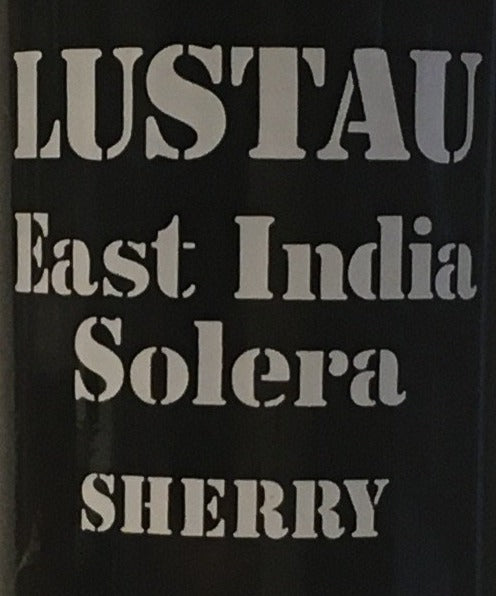 LUSTAU
East India
Solera
SHERRY